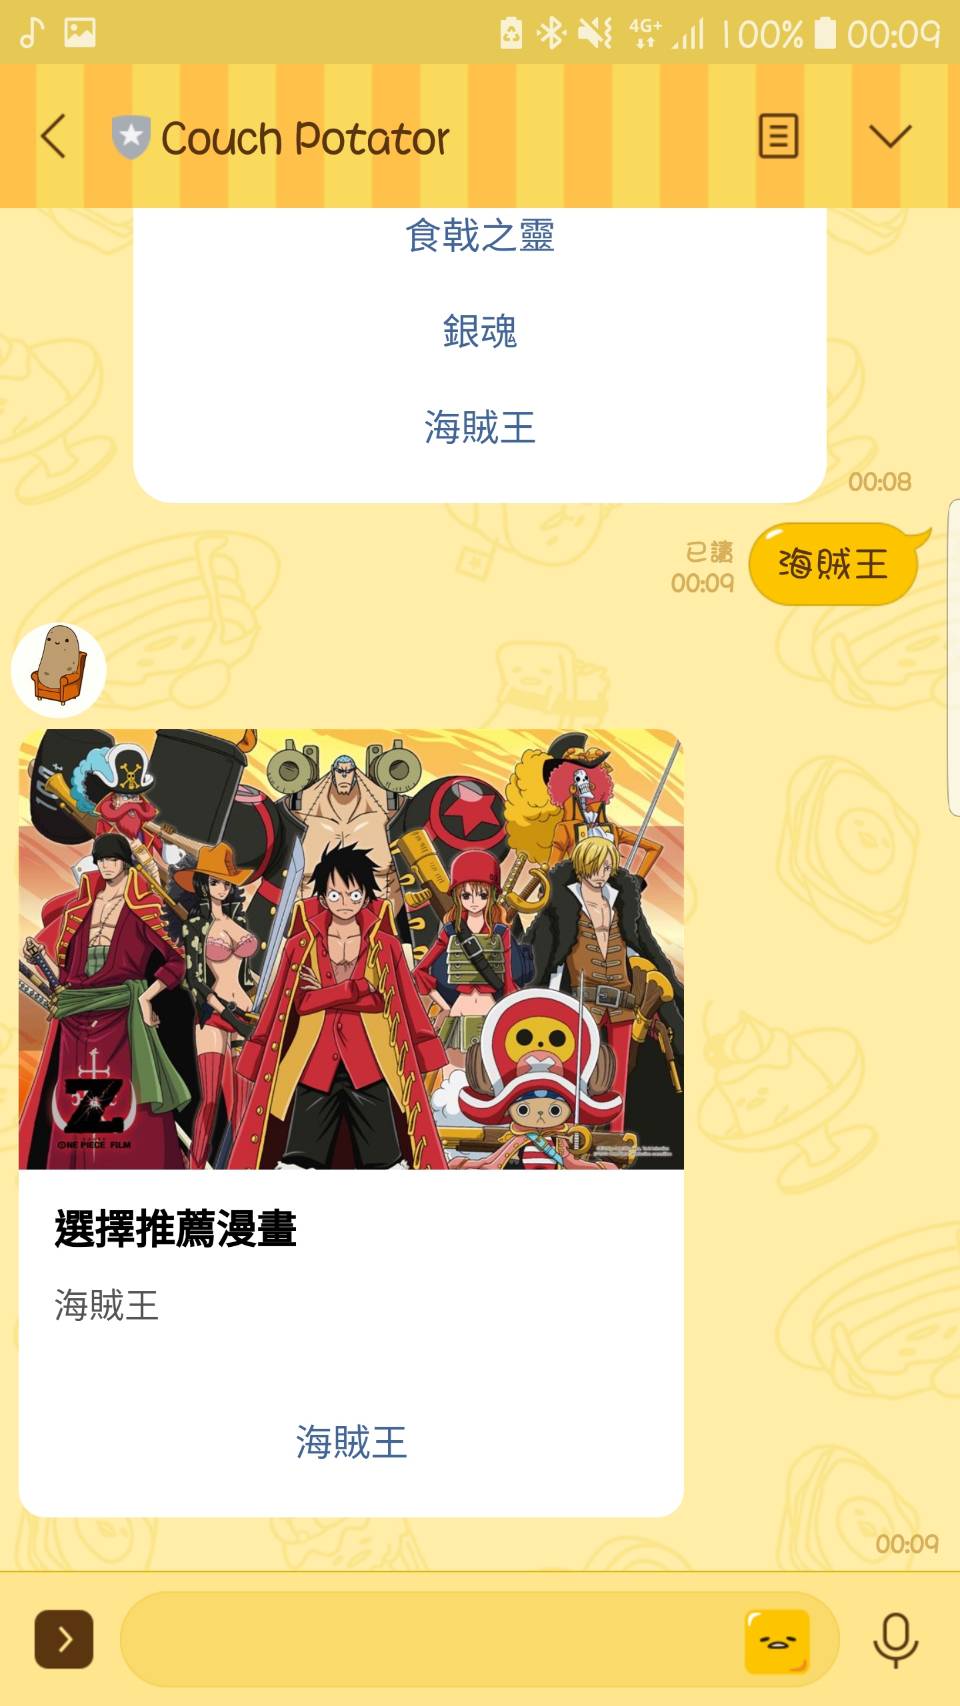 4G+ 100% 00:09
Couch Potator
食戟之靈
銀魂
海賊王
00:08
已讀
00:09
海賊王
Z
ONE PIECE FILM
選擇推薦漫畫
海賊王
海賊王
00:09